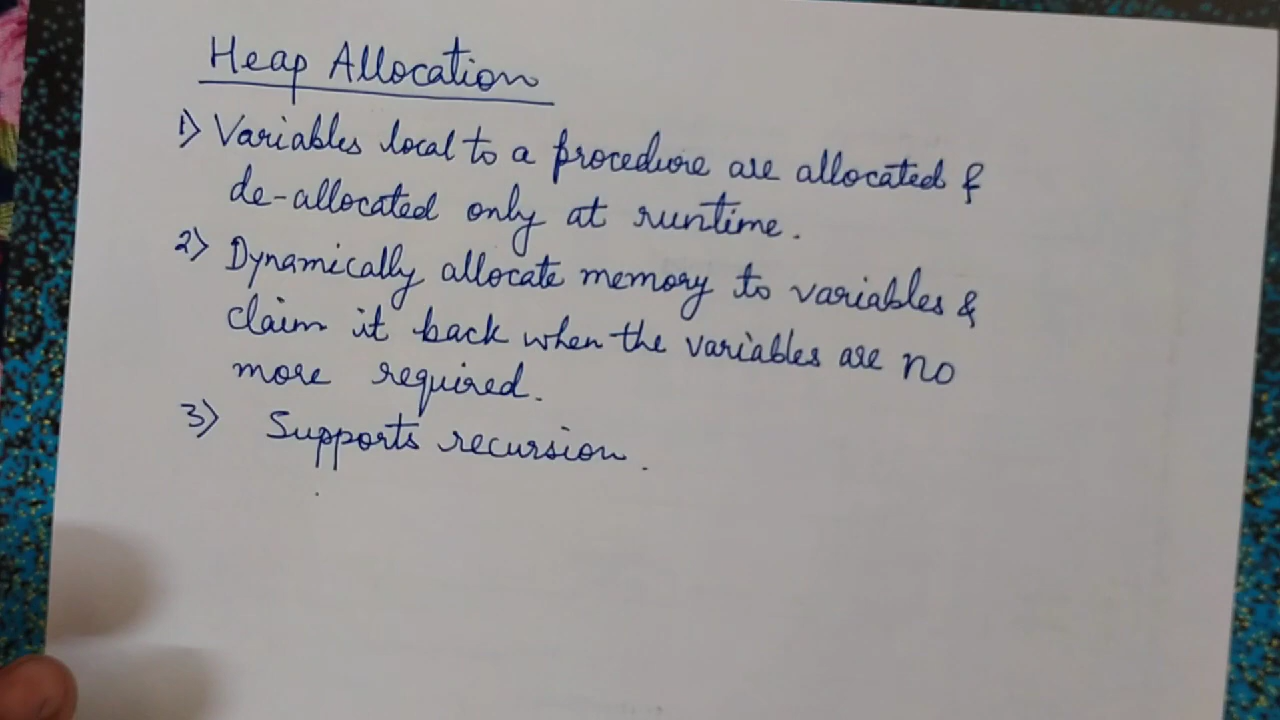 Heap Allocation
1) Variables local to a procedure are allocated &
de-allocated only at runtime.
2) Dynamically allocate memory to variables &
claim it back when the variables are no
more required.
3) Supports recursion.